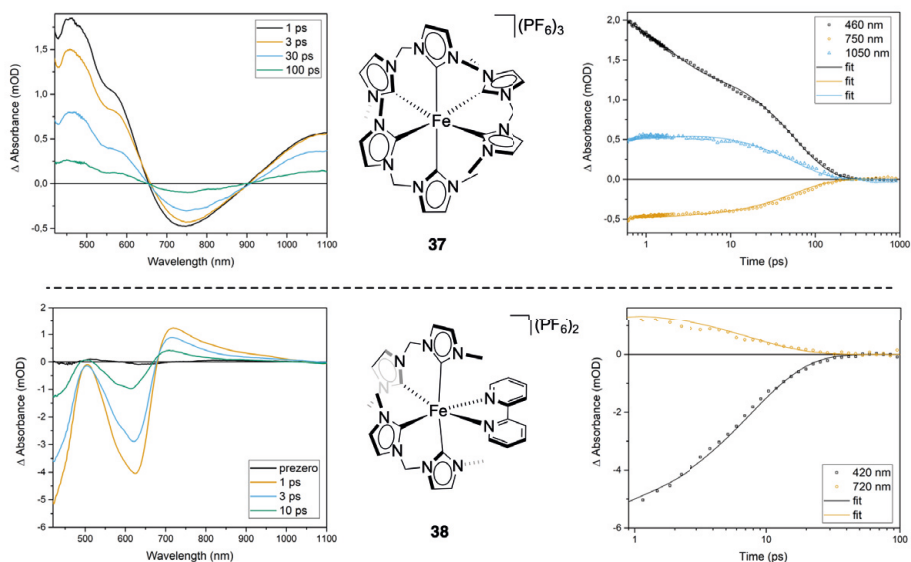 1 ps
3 ps
30 ps
100 ps
Δ Absorbance (mOD)
1,5
1,0
0,5
0,0
-0,5
500 600 700 800 900 1000 1100
Wavelength (nm)
(PF6)3
N N N N
N N N N
Fe
N N N N
37
460 nm
750 nm
1050 nm
fit
fit
fit
Δ Absorbance (mOD)
2,0
1,5
1,0
0,5
0,0
-0,5
1 10 100 1000
Time (ps)
prezero
1 ps
3 ps
10 ps
Δ Absorbance (mOD)
2
1
0
-1
-2
-3
-4
-5
-6
500 600 700 800 900 1000 1100
Wavelength (nm)
(PF6)2
N N
N N
Fe N
N N N
N N
38
420 nm
720 nm
fit
fit
Δ Absorbance (mOD)
0
-2
-4
-6
1 10 100
Time (ps)